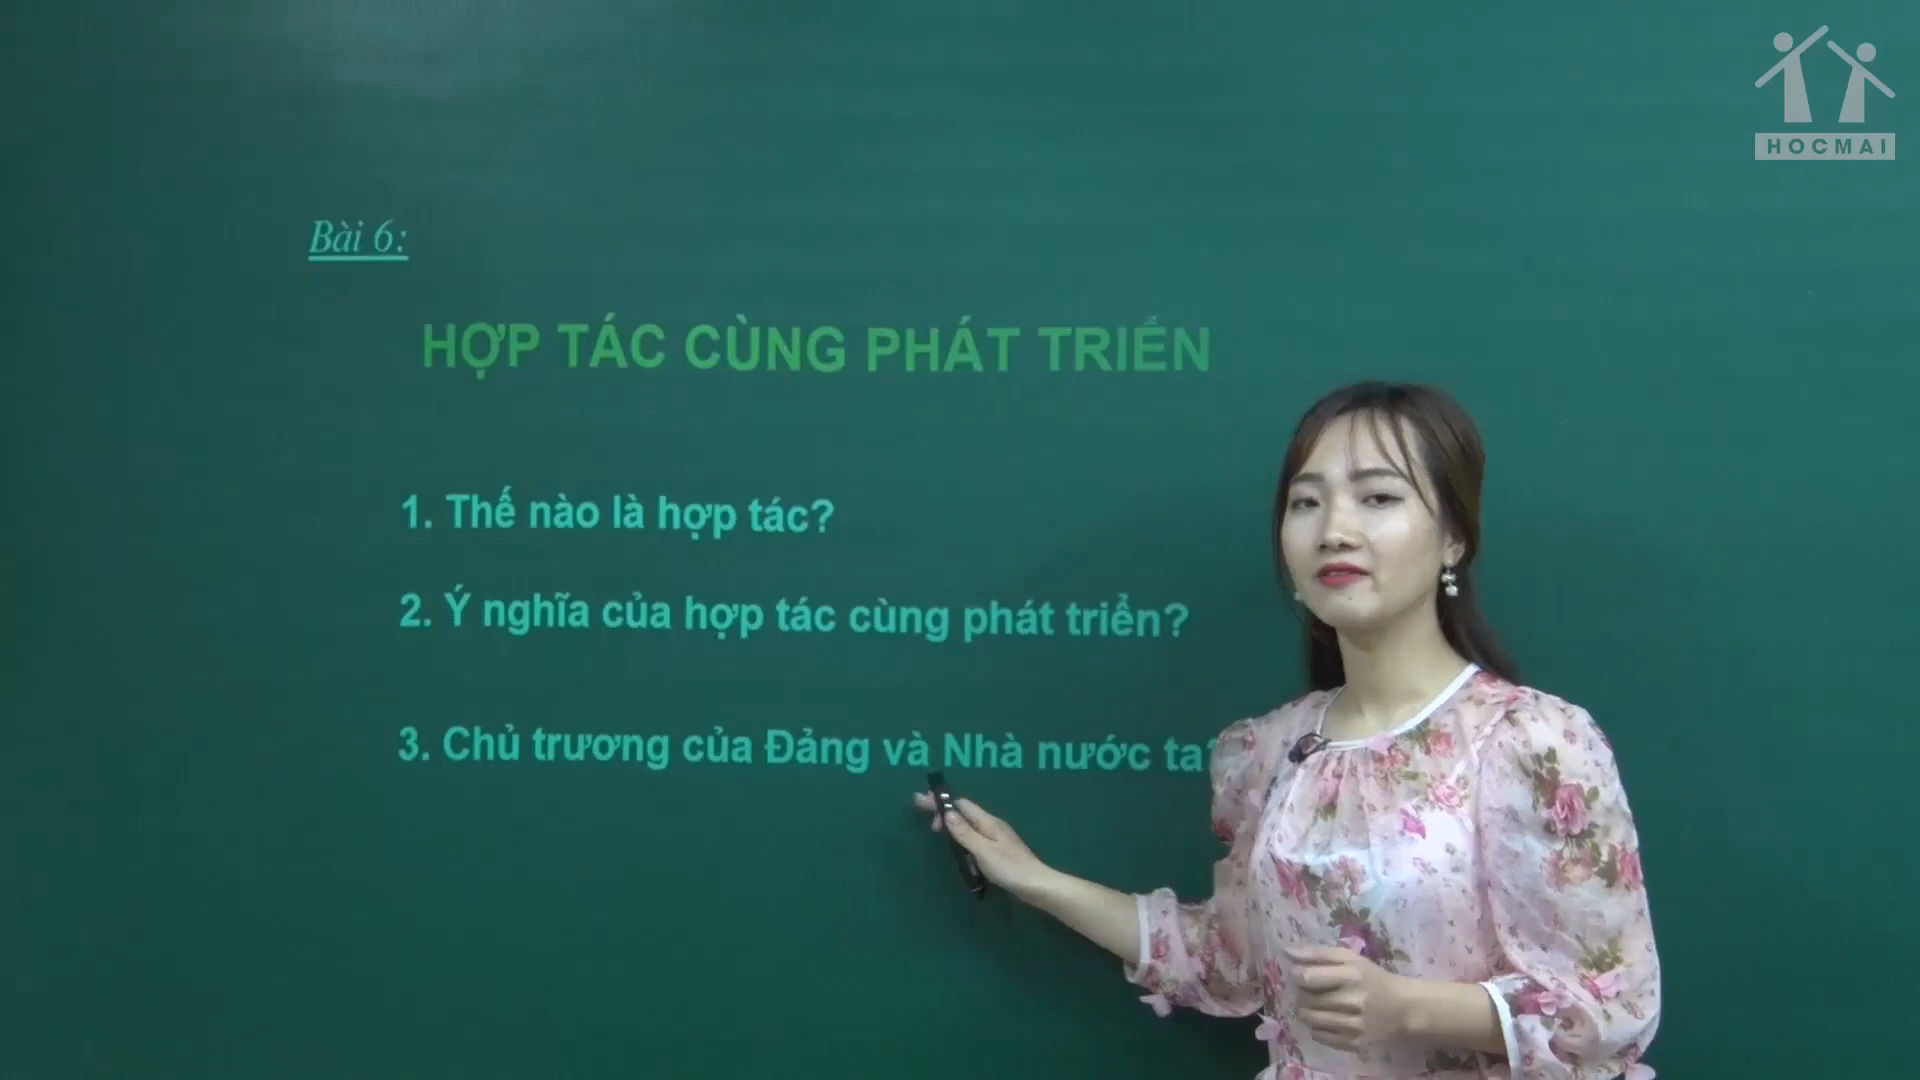 HOCMAI
Bài 6:
HỢP TÁC CÙNG PHÁT TRIỂN
1. Thế nào là hợp tác?
2. Ý nghĩa của hợp tác cùng phát triển?
3. Chủ trương của Đảng và Nhà nước ta?